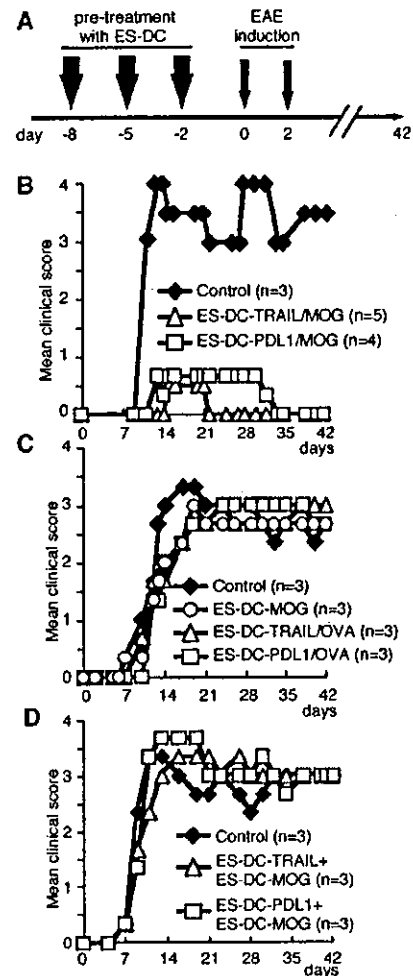 A
pre-treatment with ES-DC
EAE induction
day -8 -5 -2 0 2 42
B
Mean clinical score
4
3
2
1
0
Control (n=3)
ES-DC-TRAIL/MOG (n=5)
ES-DC-PDL1/MOG (n=4)
0 7 14 21 28 35 42
days
C
Mean clinical score
4
3
2
1
0
Control (n=3)
ES-DC-MOG (n=3)
ES-DC-TRAIL/OVA (n=3)
ES-DC-PDL1/OVA (n=3)
0 7 14 21 28 35 42
days
D
Mean clinical score
4
3
2
1
0
Control (n=3)
ES-DC-TRAIL+
ES-DC-MOG (n=3)
ES-DC-PDL1+
ES-DC-MOG (n=3)
0 7 14 21 28 35 42
days